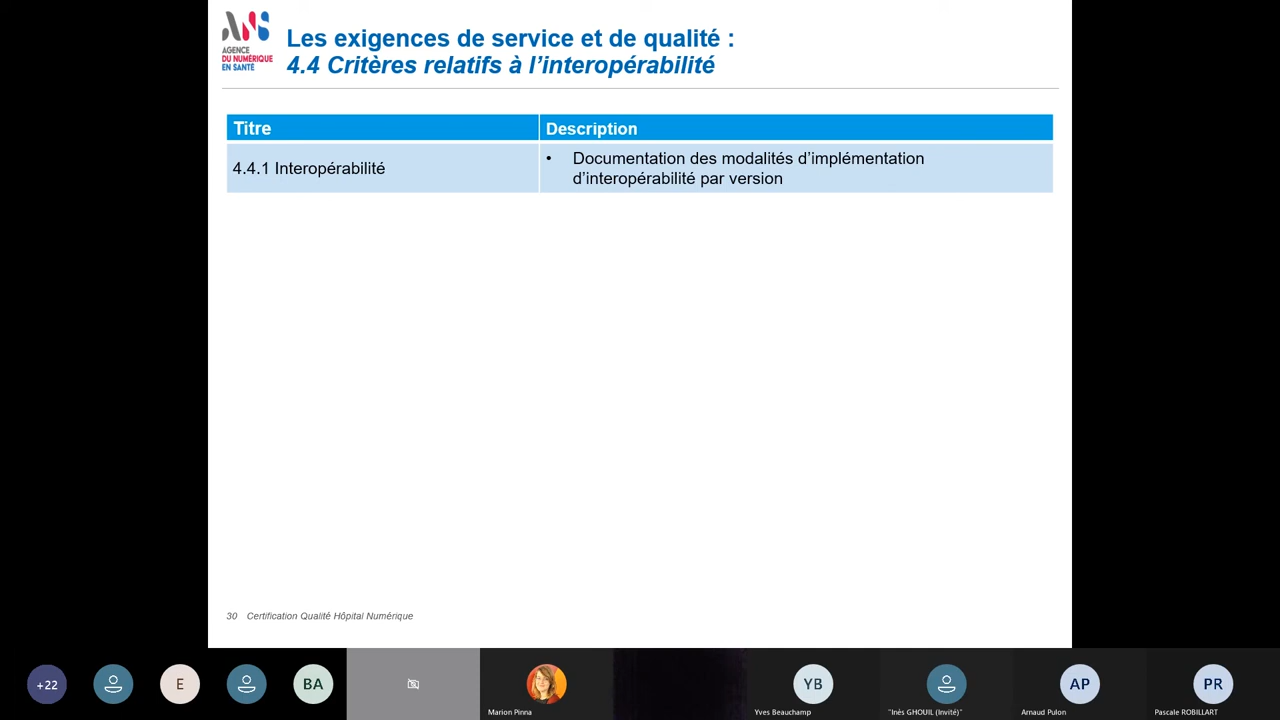 AGENCE
DU NUMÉRIQUE
EN SANTÉ
Les exigences de service et de qualité :
4.4 Critères relatifs à l’interopérabilité
Titre
Description
4.4.1 Interopérabilité
• Documentation des modalités d’implémentation
d’interopérabilité par version
30 Certification Qualité Hôpital Numérique
+22
E
BA
Marion Pinna
YB
Yves Beauchamp
"Inès GHOUIL (Invité)"
AP
Arnaud Pulon
PR
Pascale ROBILLART